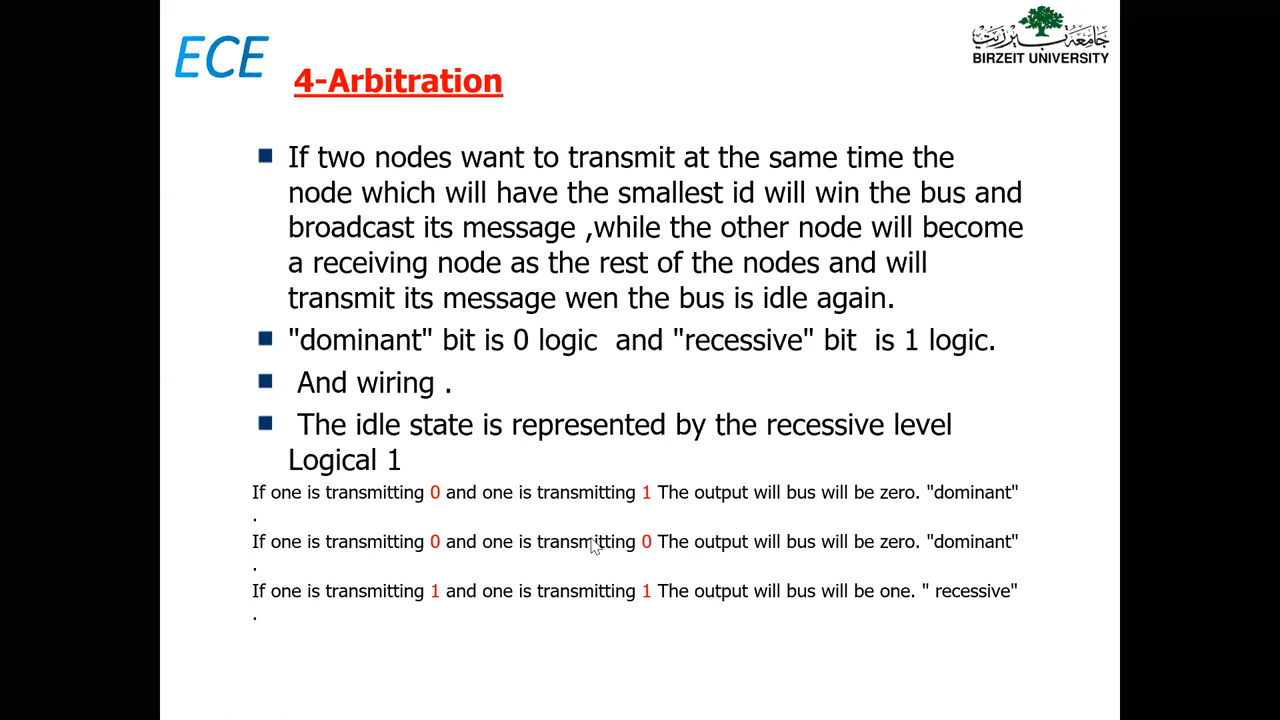 ECE
جامعة بيرزيت
BIRZEIT UNIVERSITY
4-Arbitration
If two nodes want to transmit at the same time the
node which will have the smallest id will win the bus and
broadcast its message ,while the other node will become
a receiving node as the rest of the nodes and will
transmit its message wen the bus is idle again.
"dominant" bit is 0 logic and "recessive" bit is 1 logic.
And wiring .
The idle state is represented by the recessive level
Logical 1
If one is transmitting 0 and one is transmitting 1 The output will bus will be zero. "dominant"
.
If one is transmitting 0 and one is transmitting 0 The output will bus will be zero. "dominant"
.
If one is transmitting 1 and one is transmitting 1 The output will bus will be one. " recessive"
.